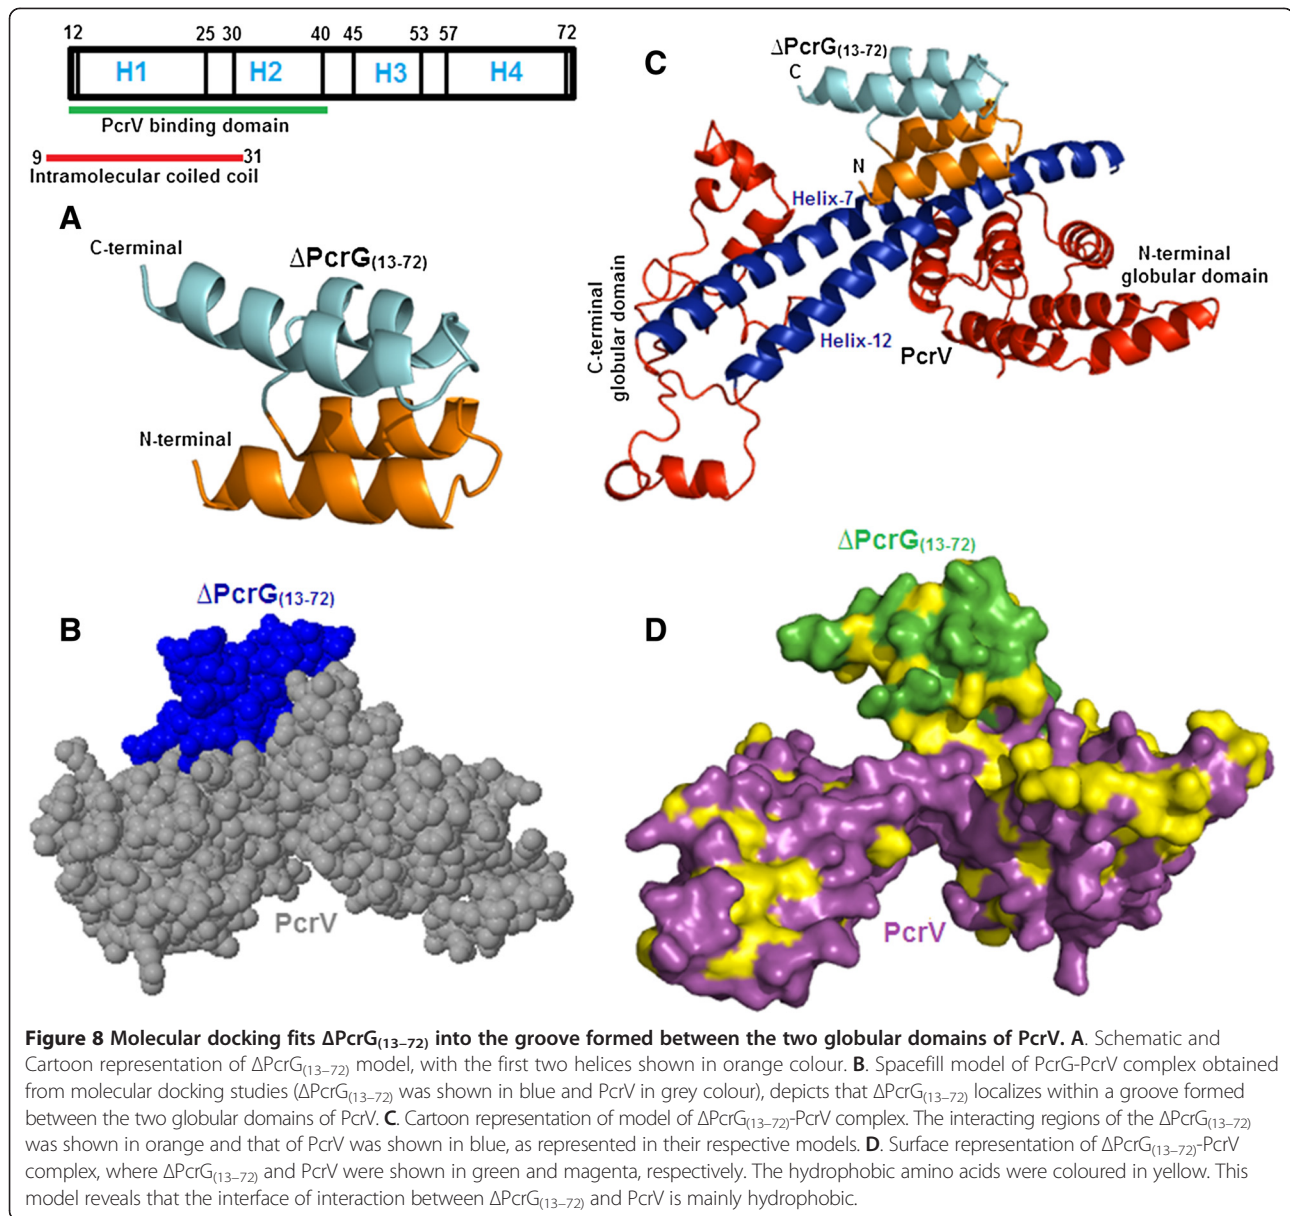 12 25 30 40 45 53 57 72
H1 H2 H3 H4
PcrV binding domain
9 31
Intramolecular coiled coil
A
C-terminal
ΔPcrG(13-72)
N-terminal
ΔPcrG(13-72)
B
PcrV
C
ΔPcrG(13-72)
C
N
Helix-7
Helix-12
C-terminal
globular domain
N-terminal
globular domain
PcrV
ΔPcrG(13-72)
D
PcrV
Figure 8 Molecular docking fits ΔPcrG(13–72) into the groove formed between the two globular domains of PcrV. A. Schematic and
Cartoon representation of ΔPcrG(13–72) model, with the first two helices shown in orange colour. B. Spacefill model of PcrG-PcrV complex obtained
from molecular docking studies (ΔPcrG(13–72) was shown in blue and PcrV in grey colour), depicts that ΔPcrG(13–72) localizes within a groove formed
between the two globular domains of PcrV. C. Cartoon representation of model of ΔPcrG(13–72)-PcrV complex. The interacting regions of the ΔPcrG(13–72)
was shown in orange and that of PcrV was shown in blue, as represented in their respective models. D. Surface representation of ΔPcrG(13–72)-PcrV
complex, where ΔPcrG(13–72) and PcrV were shown in green and magenta, respectively. The hydrophobic amino acids were coloured in yellow. This
model reveals that the interface of interaction between ΔPcrG(13–72) and PcrV is mainly hydrophobic.